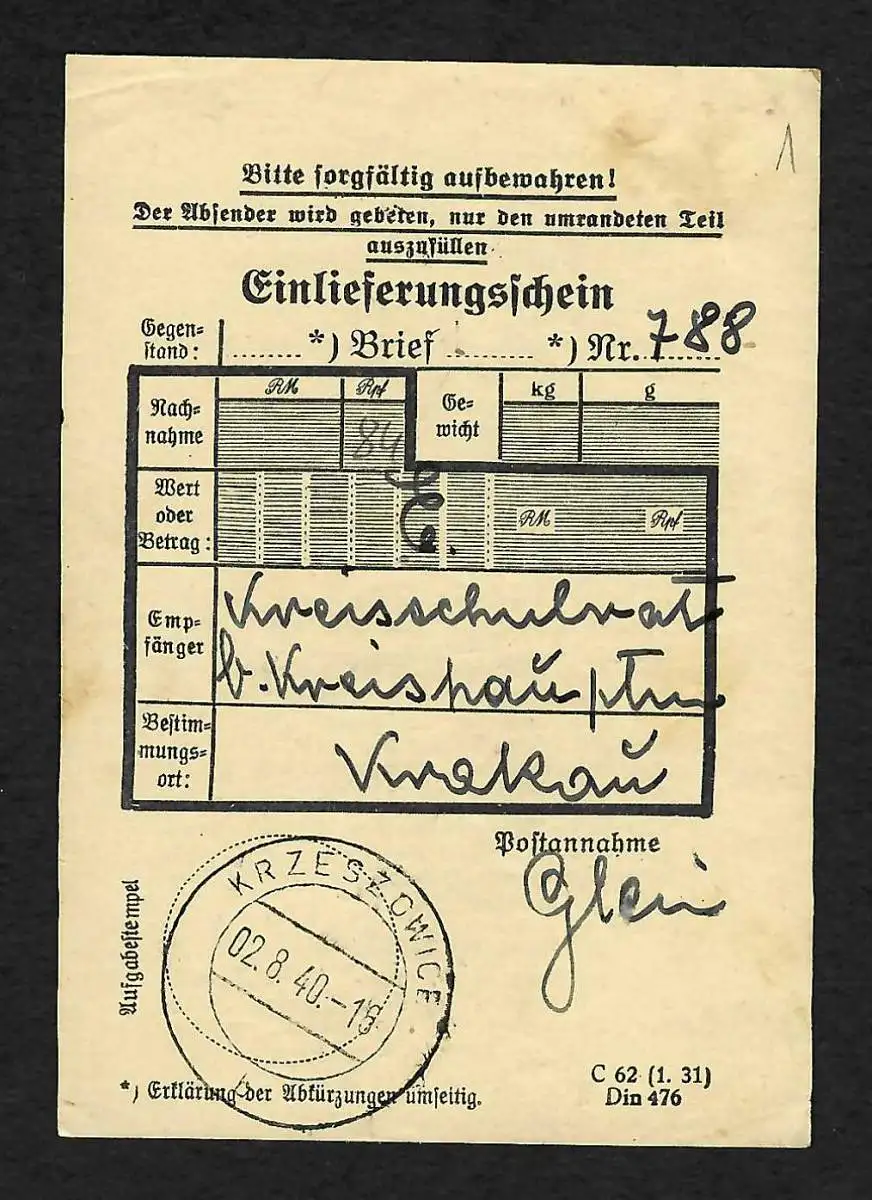 1
Bitte sorgfältig aufbewahren!
Der Absender wird gebeten, nur den umrandeten Teil
auszufüllen
Einlieferungsschein
Gegen-
stand: ........ *) Brief ........ *) Nr. 788
Nach-
nahme
RM Rpf
84
Ge-
wicht
kg g
Wert
oder
Betrag:
E.
RM Rpf
Emp-
fänger
Kreisschulrat
b. Kreishauptm
Bestim-
mungs-
ort:
Krakau
Postannahme
Aufgabestempel
KRZESZOWICE
02.8.40.-18
*) Erklärung der Abkürzungen umseitig.
C 62 (1. 31)
Din 476